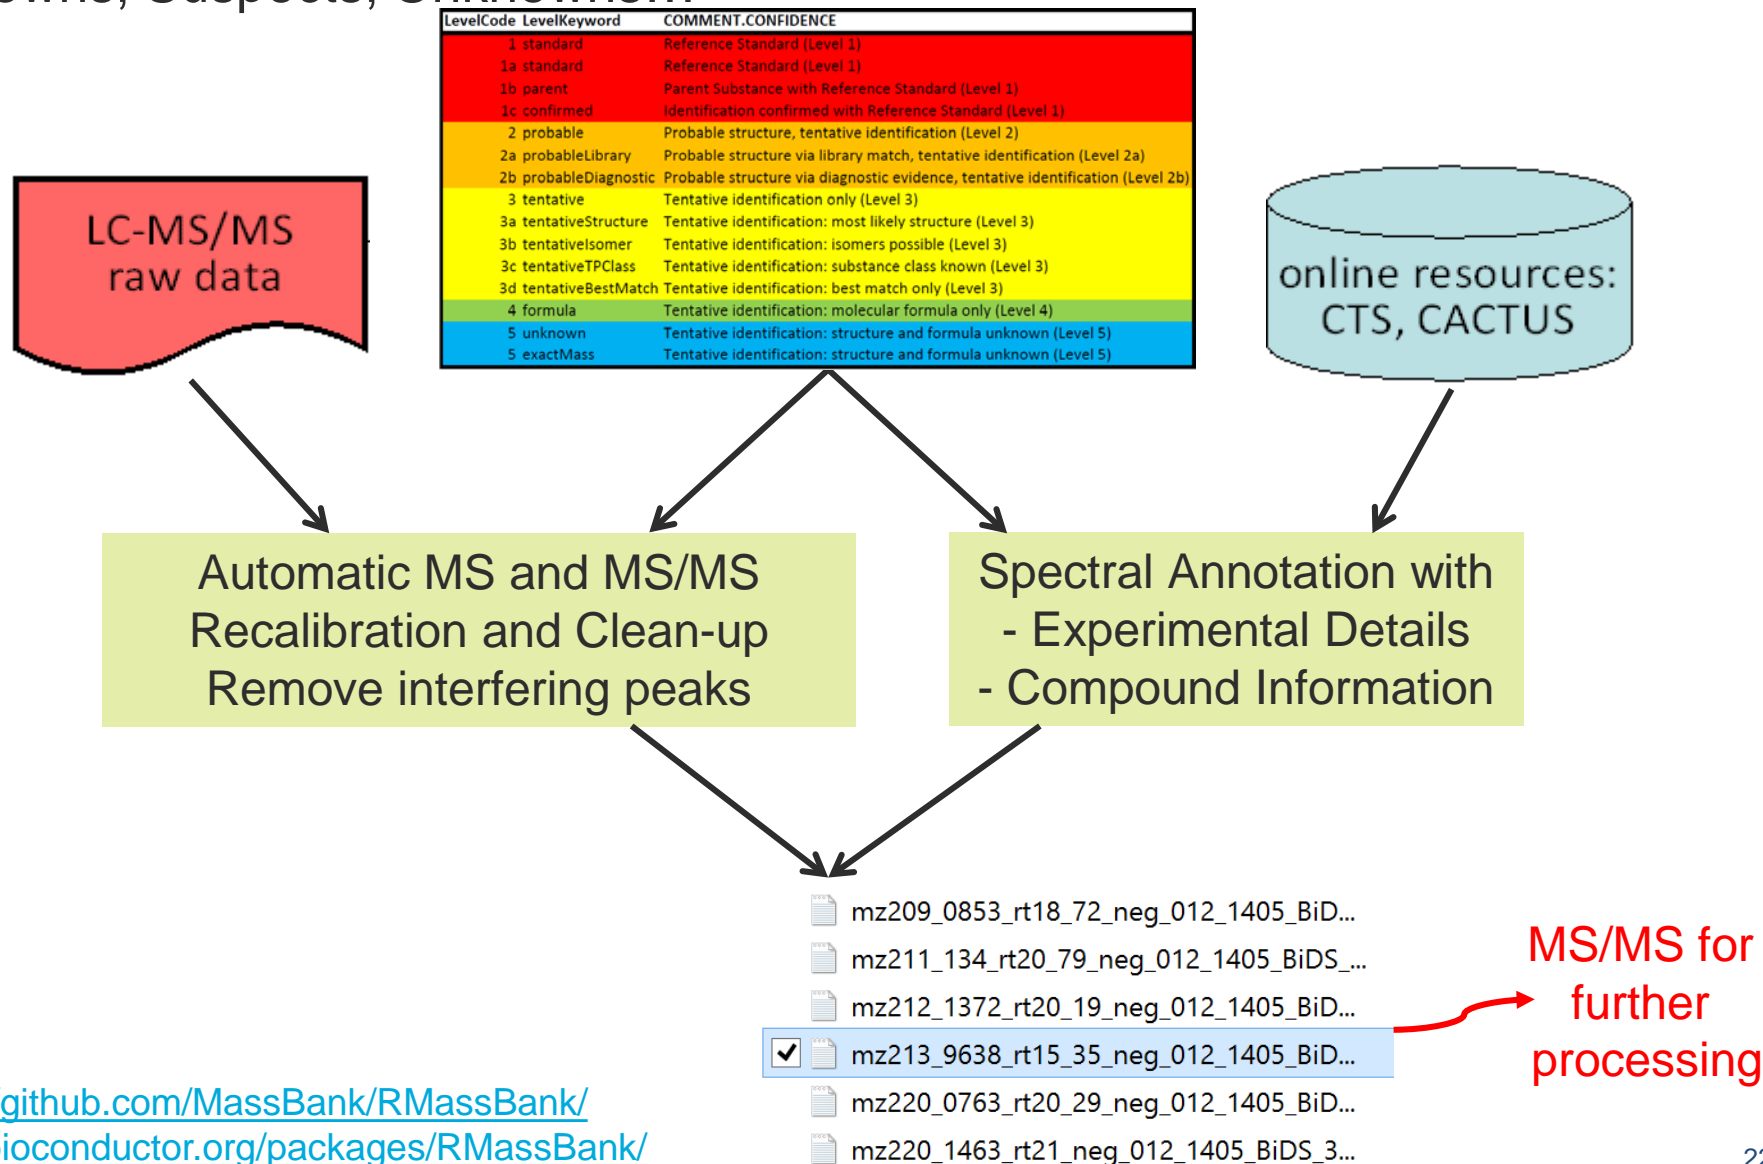 Suspects, Unknowns...
LevelCode LevelKeyword COMMENT.CONFIDENCE
1 standard Reference Standard (Level 1)
1a standard Reference Standard (Level 1)
1b parent Parent Substance with Reference Standard (Level 1)
1c confirmed Identification confirmed with Reference Standard (Level 1)
2 probable Probable structure, tentative identification (Level 2)
2a probableLibrary Probable structure via library match, tentative identification (Level 2a)
2b probableDiagnostic Probable structure via diagnostic evidence, tentative identification (Level 2b)
3 tentative Tentative identification only (Level 3)
3a tentativeStructure Tentative identification: most likely structure (Level 3)
3b tentativeIsomer Tentative identification: isomers possible (Level 3)
3c tentativeTPClass Tentative identification: substance class known (Level 3)
3d tentativeBestMatch Tentative identification: best match only (Level 3)
4 formula Tentative identification: molecular formula only (Level 4)
5 unknown Tentative identification: structure and formula unknown (Level 5)
5 exactMass Tentative identification: structure and formula unknown (Level 5)
LC-MS/MS
raw data
online resources:
CTS, CACTUS
Automatic MS and MS/MS
Recalibration and Clean-up
Remove interfering peaks
Spectral Annotation with
- Experimental Details
- Compound Information
mz209_0853_rt18_72_neg_012_1405_BiD...
mz211_134_rt20_79_neg_012_1405_BiDS_...
mz212_1372_rt20_19_neg_012_1405_BiD...
mz213_9638_rt15_35_neg_012_1405_BiD...
mz220_0763_rt20_29_neg_012_1405_BiD...
mz220_1463_rt21_neg_012_1405_BiDS_3...
MS/MS for
further
processing
/github.com/MassBank/RMassBank/
bioconductor.org/packages/RMassBank/